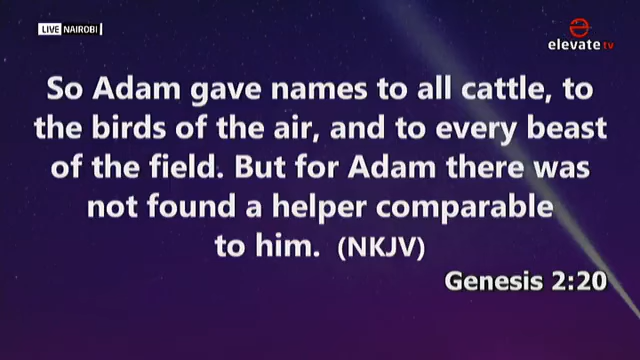 LIVE NAIROBI
elevate tv
So Adam gave names to all cattle, to
the birds of the air, and to every beast
of the field. But for Adam there was
not found a helper comparable
to him. (NKJV)
Genesis 2:20